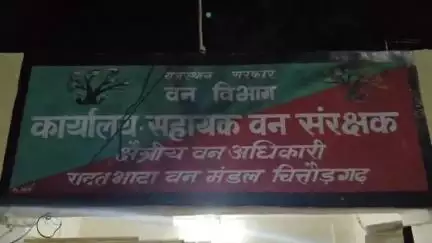 राजस्थान सरकार
वन विभाग
कार्यालय सहायक वन संरक्षक
क्षैत्रीय वन अधिकारी
रावतभाटा वन मंडल चित्तौड़गढ़